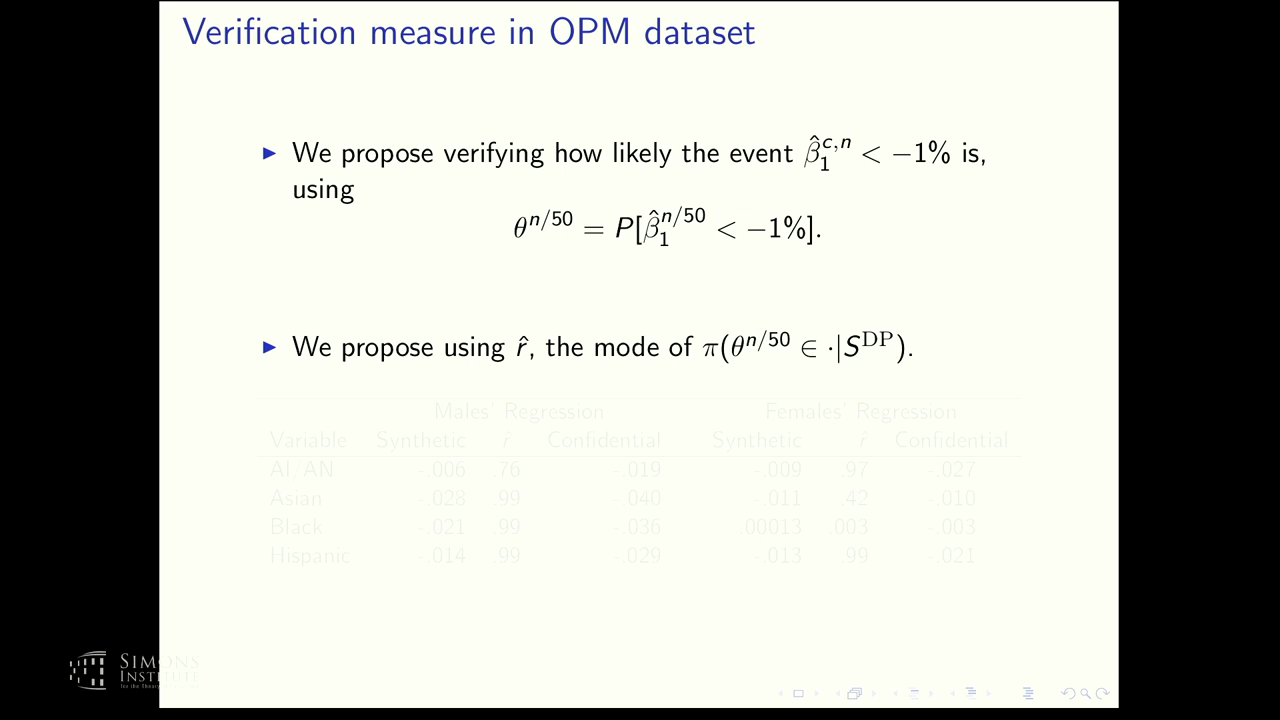 Verification measure in OPM dataset
▶ We propose verifying how likely the event β̂₁^{c,n} < −1% is,
using
θ^{n/50} = P[β̂₁^{n/50} < −1%].
▶ We propose using r̂, the mode of π(θ^{n/50} ∈ ·|S^{DP}).
Males' Regression Females' Regression
Variable Synthetic r̂ Confidential Synthetic r̂ Confidential
AI/AN -.006 .76 -.019 -.009 .97 -.027
Asian -.028 .99 -.040 -.011 .42 -.010
Black -.021 .99 -.036 .00013 .003 -.003
Hispanic -.014 .99 -.029 -.013 .99 -.021
SIMONS
INSTITUTE
for the Theory